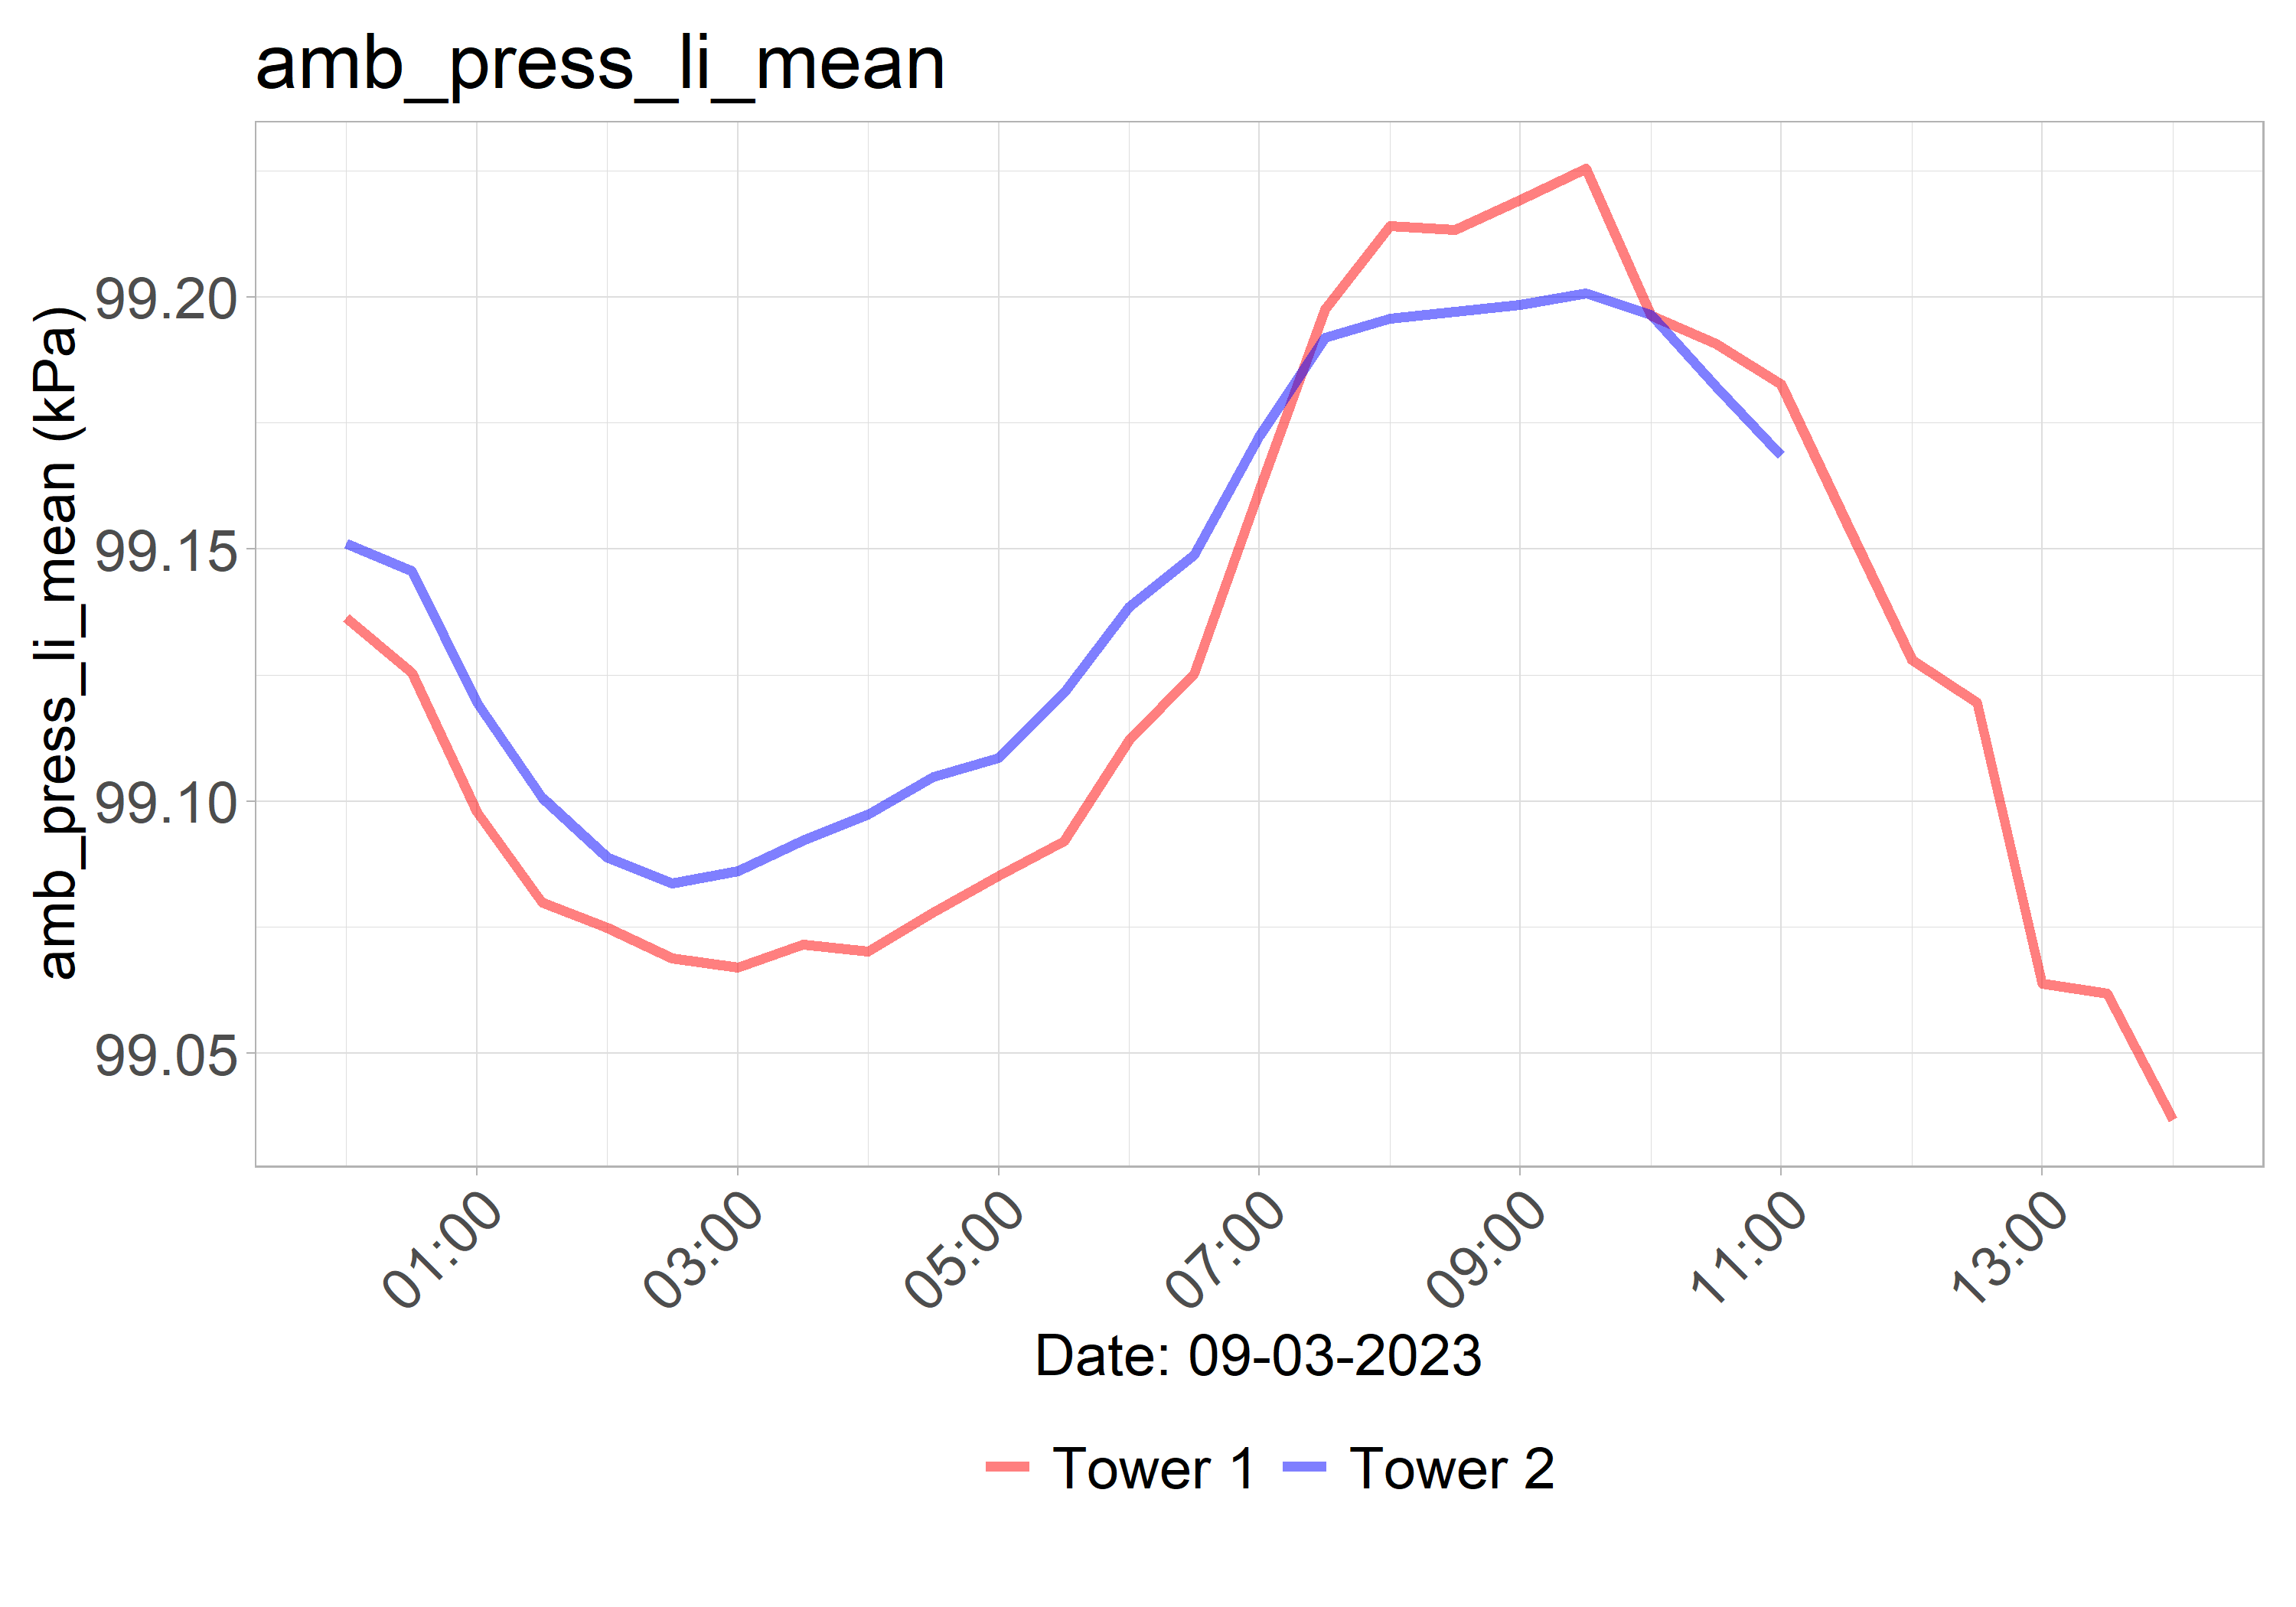 amb_press_li_mean
amb_press_li_mean (kPa)
99.20
99.15
99.10
99.05
01:00
03:00
05:00
07:00
09:00
11:00
13:00
Date: 09-03-2023
Tower 1
Tower 2